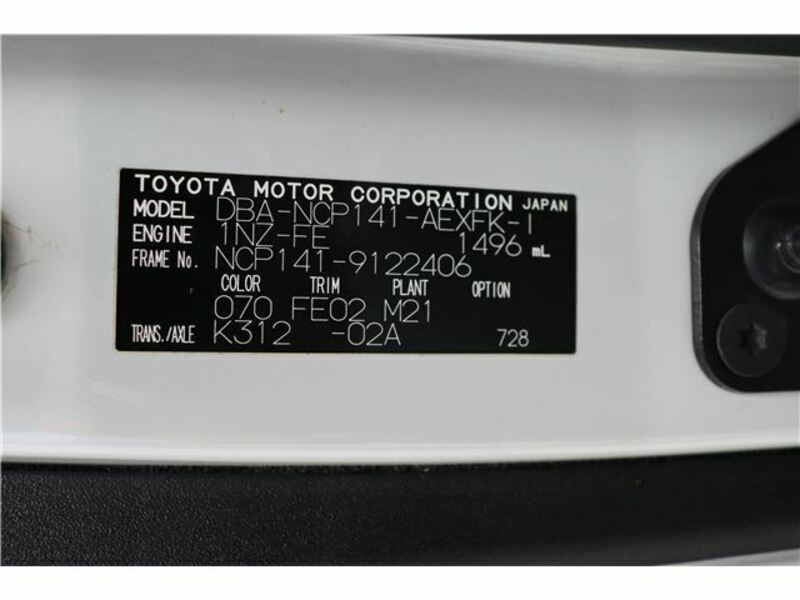 TOYOTA MOTOR CORPORATION JAPAN
MODEL DBA-NCP141-AEXFK-I
ENGINE 1NZ-FE 1496 mL
FRAME No. NCP141-9122406
COLOR TRIM PLANT OPTION
070 FE02 M21
TRANS./AXLE K312 -02A 728